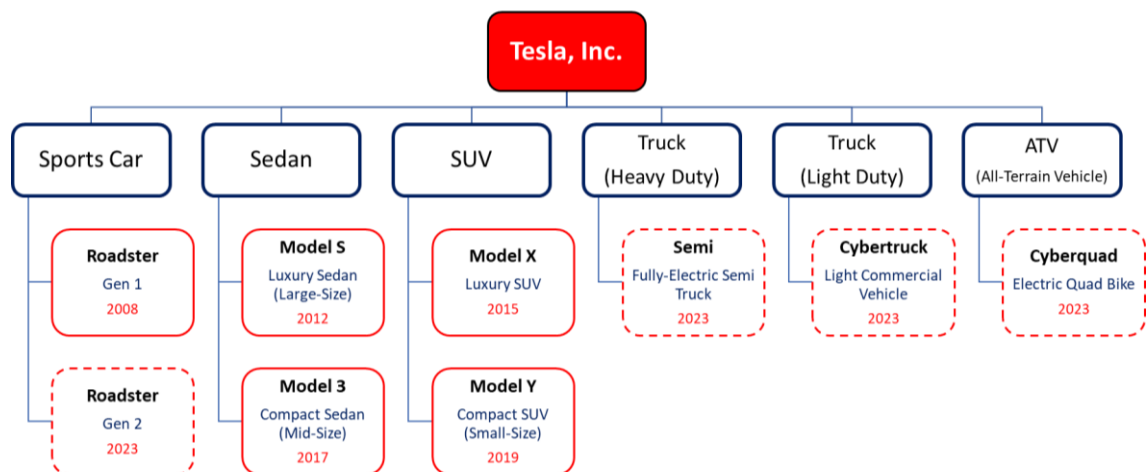 Tesla, Inc.
Sports Car
Sedan
SUV
Truck
(Heavy Duty)
Truck
(Light Duty)
ATV
(All-Terrain Vehicle)
Roadster
Gen 1
2008
Model S
Luxury Sedan
(Large-Size)
2012
Model X
Luxury SUV
2015
Semi
Fully-Electric Semi
Truck
2023
Cybertruck
Light Commercial
Vehicle
2023
Cyberquad
Electric Quad Bike
2023
Roadster
Gen 2
2023
Model 3
Compact Sedan
(Mid-Size)
2017
Model Y
Compact SUV
(Small-Size)
2019